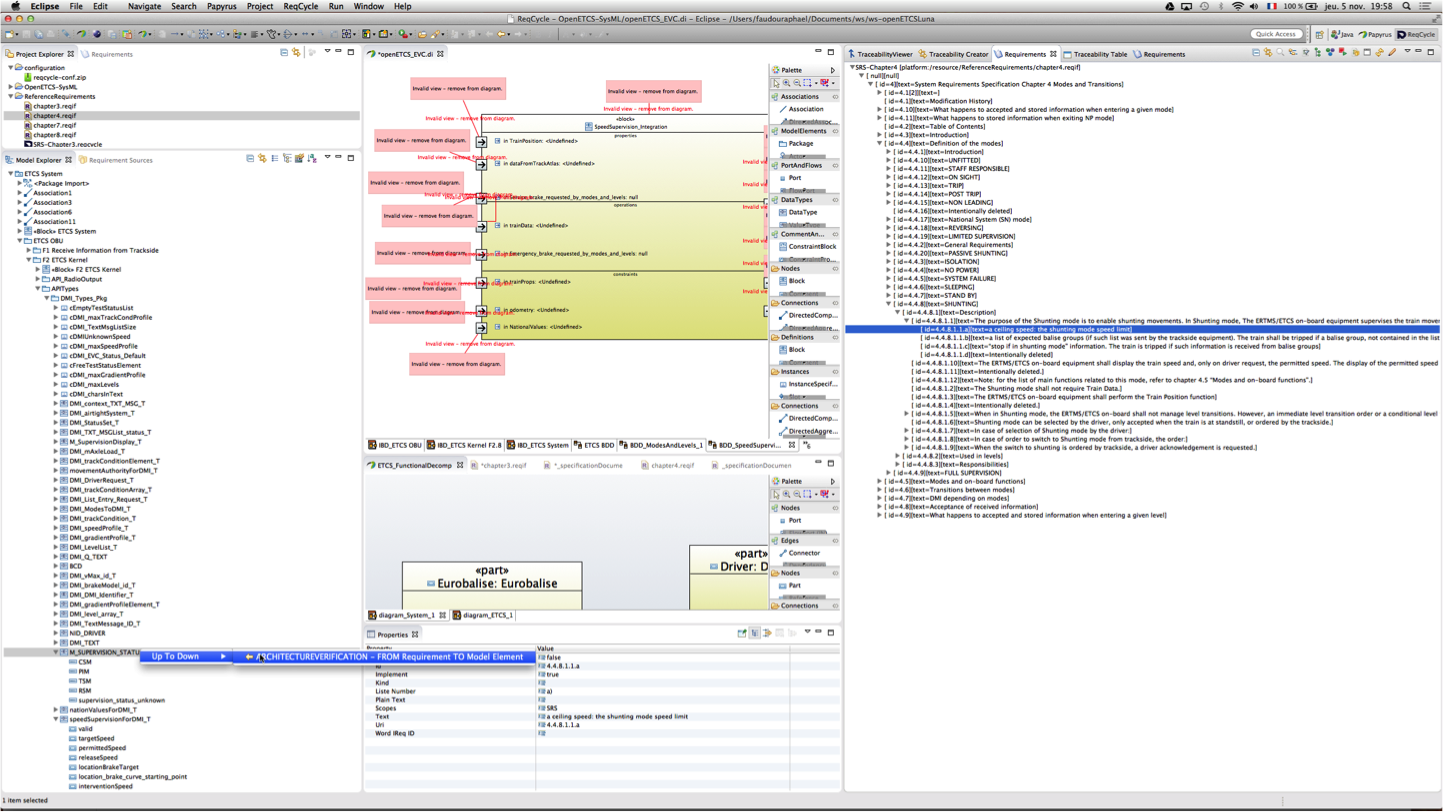 Eclipse File Edit Navigate Search Papyrus Project ReqCycle Run Window Help
100% jeu. 5 nov. 19:58
ReqCycle - OpenETCS-SysML/openETCS_EVC.di - Eclipse - /Users/faudouraphael/Documents/ws/ws-openETCSLuna
Quick Access Java Papyrus ReqCycle
Project Explorer Requirements
configuration
reqcycle-conf.zip
OpenETCS-SysML
ReferenceRequirements
chapter3.reqif
chapter4.reqif
chapter7.reqif
chapter8.reqif
SRS-Chapter3.reqcycle
Model Explorer Requirement Sources
ETCS System
<Package Import>
Association1
Association3
Association6
Association11
«Block» ETCS System
ETCS OBU
F1 Receive Information from Trackside
F2 ETCS Kernel
«Block» F2 ETCS Kernel
API_RadioOutput
APITypes
DMI_Types_Pkg
cEmptyTestStatusList
cDMI_maxTrackCondProfile
cDMI_TextMsgListSize
cDMIUnknownSpeed
cDMI_maxSpeedProfile
cDMI_EVC_Status_Default
cFreeTestStatusElement
cDMI_maxGradientProfile
cDMI_maxLevels
cDMI_charsInText
DMI_context_TXT_MSG_T
DMI_airtightSystem_T
DMI_StatusSet_T
DMI_TXT_MSGList_status_T
M_SupervisionDisplay_T
DMI_mAxleLoad_T
DMI_trackConditionElement_T
movementAuthorityForDMI_T
DMI_DriverRequest_T
DMI_trackConditionArray_T
DMI_List_Entry_Request_T
DMI_ModesToDMI_T
DMI_trackCondition_T
DMI_speedProfile_T
DMI_gradientProfile_T
DMI_LevelList_T
DMI_Q_TEXT
BCD
DMI_vMax_id_T
DMI_brakeModel_id_T
DMI_DMI_Identifier_T
DMI_gradientProfileElement_T
DMI_level_array_T
DMI_TextMessage_ID_T
NID_DRIVER
DMI_TEXT
M_SUPERVISION_STATU
CSM
PIM
TSM
RSM
supervision_status_unknown
nationValuesForDMI_T
speedSupervisionForDMI_T
valid
targetSpeed
permittedSpeed
releaseSpeed
locationBrakeTarget
location_brake_curve_starting_point
interventionSpeed
Up To Down
ARCHITECTUREVERIFICATION - FROM Requirement TO Model Element
*openETCS_EVC.di
Invalid view - remove from diagram.
Invalid view - remove from diagram.
Invalid view - remove from diagram.
Invalid view - remove from diagram.
«block»
SpeedSupervision_Integration
properties
Invalid view - remove from diagram.
in TrainPosition: <Undefined>
Invalid view - remove from diagram.
in dataFromTrackAtlas: <Undefined>
Invalid view - remove from diagram.
Invalid view - remove from diagram.
operations
in trainData: <Undefined>
Invalid view - remove from diagram.
in Emergency_brake_requested_by_modes_and_levels: null
constraints
Invalid view - remove from diagram.
in trainProps: <Undefined>
Invalid view - remove from diagram.
in odometry: <Undefined>
in NationalValues: <Undefined>
Invalid view - remove from diagram.
Invalid view - remove from diagram.
Palette
Associations
Association
ModelElements
Package
PortAndFlows
Port
DataTypes
DataType
CommentAn...
ConstraintBlock
Nodes
Block
Connections
DirectedComp...
Definitions
Block
Instances
InstanceSpecif...
Connections
DirectedComp...
DirectedAggre...
IBD_ETCS OBU IBD_ETCS Kernel F2.8 IBD_ETCS System ETCS BDD BDD_ModesAndLevels_1 BDD_SpeedSupervi...
ETCS_FunctionalDecomp *chapter3.reqif *_specificationDocume chapter4.reqif _specificationDocumen
«part»
Eurobalise: Eurobalise
«part»
Driver: D
Palette
Nodes
Port
Edges
Connector
Nodes
Part
Connections
diagram_System_1 diagram_ETCS_1
Properties
Property Value
false
4.4.8.1.1.a
Implement true
Kind
Liste Number a)
Plain Text
Scopes SRS
Text a ceiling speed: the shunting mode speed limit
Uri 4.4.8.1.1.a
Word IReq ID
TraceabilityViewer Traceability Creator Requirements Traceability Table Requirements
SRS-Chapter4 [platform:/resource/ReferenceRequirements/chapter4.reqif]
[ null][null]
[ id=4][text=System Requirements Specification Chapter 4 Modes and Transitions]
[ id=4.1[2]][text=]
[ id=4.1][text=Modification History]
[ id=4.10][text=What happens to accepted and stored information when entering a given mode]
[ id=4.11][text=What happens to stored information when exiting NP mode]
[ id=4.2][text=Table of Contents]
[ id=4.3][text=Introduction]
[ id=4.4][text=Definition of the modes]
[ id=4.4.1][text=Introduction]
[ id=4.4.10][text=UNFITTED]
[ id=4.4.11][text=STAFF RESPONSIBLE]
[ id=4.4.12][text=ON SIGHT]
[ id=4.4.13][text=TRIP]
[ id=4.4.14][text=POST TRIP]
[ id=4.4.15][text=NON LEADING]
[ id=4.4.16][text=Intentionally deleted]
[ id=4.4.17][text=National System (SN) mode]
[ id=4.4.18][text=REVERSING]
[ id=4.4.19][text=LIMITED SUPERVISION]
[ id=4.4.2][text=General Requirements]
[ id=4.4.20][text=PASSIVE SHUNTING]
[ id=4.4.3][text=ISOLATION]
[ id=4.4.4][text=NO POWER]
[ id=4.4.5][text=SYSTEM FAILURE]
[ id=4.4.6][text=SLEEPING]
[ id=4.4.7][text=STAND BY]
[ id=4.4.8][text=SHUNTING]
[ id=4.4.8.1][text=Description]
[ id=4.4.8.1.1][text=The purpose of the Shunting mode is to enable shunting movements. In Shunting mode, The ERTMS/ETCS on-board equipment supervises the train mover
[ id=4.4.8.1.1.a][text=a ceiling speed: the shunting mode speed limit]
[ id=4.4.8.1.1.b][text=a list of expected balise groups (if such list was sent by the trackside equipment). The train shall be tripped if a balise group, not contained in the list
[ id=4.4.8.1.1.c][text="stop if in shunting mode" information. The train is tripped if such information is received from balise groups]
[ id=4.4.8.1.1.d][text=Intentionally deleted]
[ id=4.4.8.1.10][text=The ERTMS/ETCS on-board equipment shall display the train speed and, only on driver request, the permitted speed. The display of the permitted speed
[ id=4.4.8.1.11][text=Intentionally deleted.]
[ id=4.4.8.1.12][text=Note: for the list of main functions related to this mode, refer to chapter 4.5 "Modes and on-board functions".]
[ id=4.4.8.1.2][text=The Shunting mode shall not require Train Data.]
[ id=4.4.8.1.3][text=The ERTMS/ETCS on-board equipment shall perform the Train Position function]
[ id=4.4.8.1.4][text=Intentionally deleted.]
[ id=4.4.8.1.5][text=When in Shunting mode, the ERTMS/ETCS on-board shall not manage level transitions. However, an immediate level transition order or a conditional level
[ id=4.4.8.1.6][text=Shunting mode can be selected by the driver, only accepted when the train is at standstill, or ordered by the trackside.]
[ id=4.4.8.1.7][text=In case of selection of Shunting mode by the driver:]
[ id=4.4.8.1.8][text=In case of order to switch to Shunting mode from trackside, the order:]
[ id=4.4.8.1.9][text=When the switch to shunting is ordered by trackside, a driver acknowledgement is requested.]
[ id=4.4.8.2][text=Used in levels]
[ id=4.4.8.3][text=Responsibilities]
[ id=4.4.9][text=FULL SUPERVISION]
[ id=4.5][text=Modes and on-board functions]
[ id=4.6][text=Transitions between modes]
[ id=4.7][text=DMI depending on modes]
[ id=4.8][text=Acceptance of received information]
[ id=4.9][text=What happens to accepted and stored information when entering a given level]
1 item selected